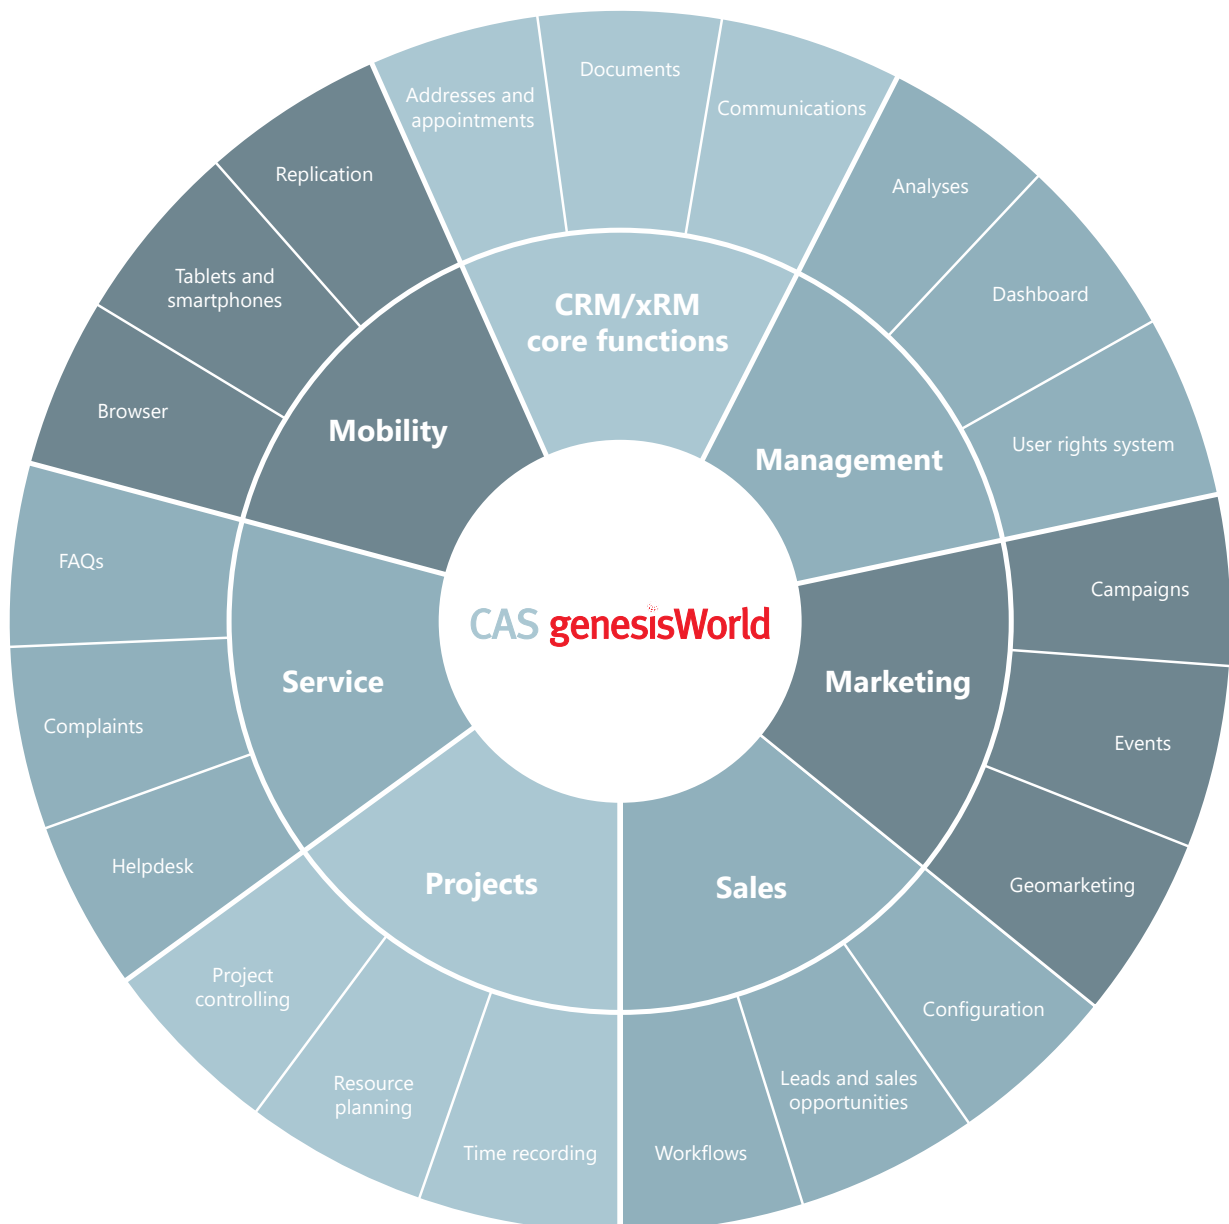 Addresses and
appointments
Documents
Communications
Analyses
Dashboard
User rights system
Campaigns
Events
Geomarketing
Configuration
Leads and sales
opportunities
Workflows
Time recording
Resource
planning
Project
controlling
Helpdesk
Complaints
FAQs
Browser
Tablets and
smartphones
Replication
CRM/xRM
core functions
Management
Marketing
Sales
Projects
Service
Mobility
CAS genesisWorld